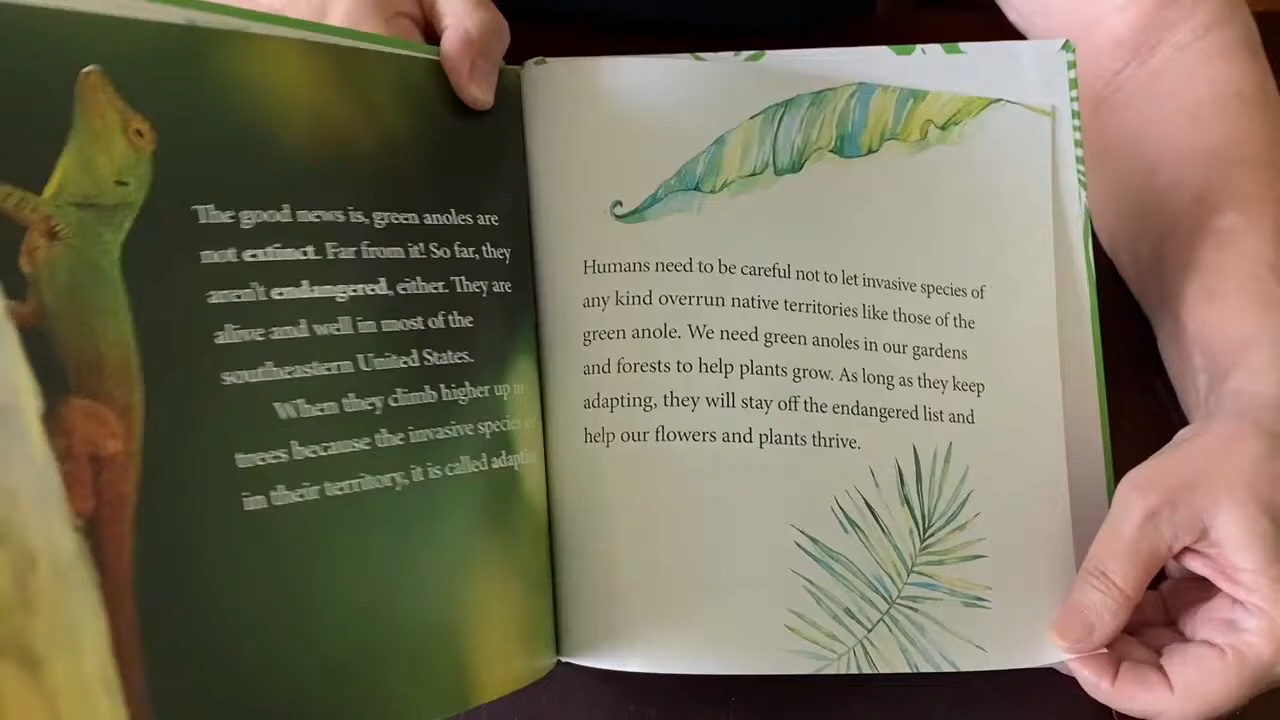 The good news is, green anoles are
not extinct. Far from it! So far, they
aren't endangered, either. They are
alive and well in most of the
southeastern United States.
When they climb higher up in
trees because the invasive species
in their territory, it is called
Humans need to be careful not to let invasive species of
any kind overrun native territories like those of the
green anole. We need green anoles in our gardens
and forests to help plants grow. As long as they keep
adapting, they will stay off the endangered list and
help our flowers and plants thrive.